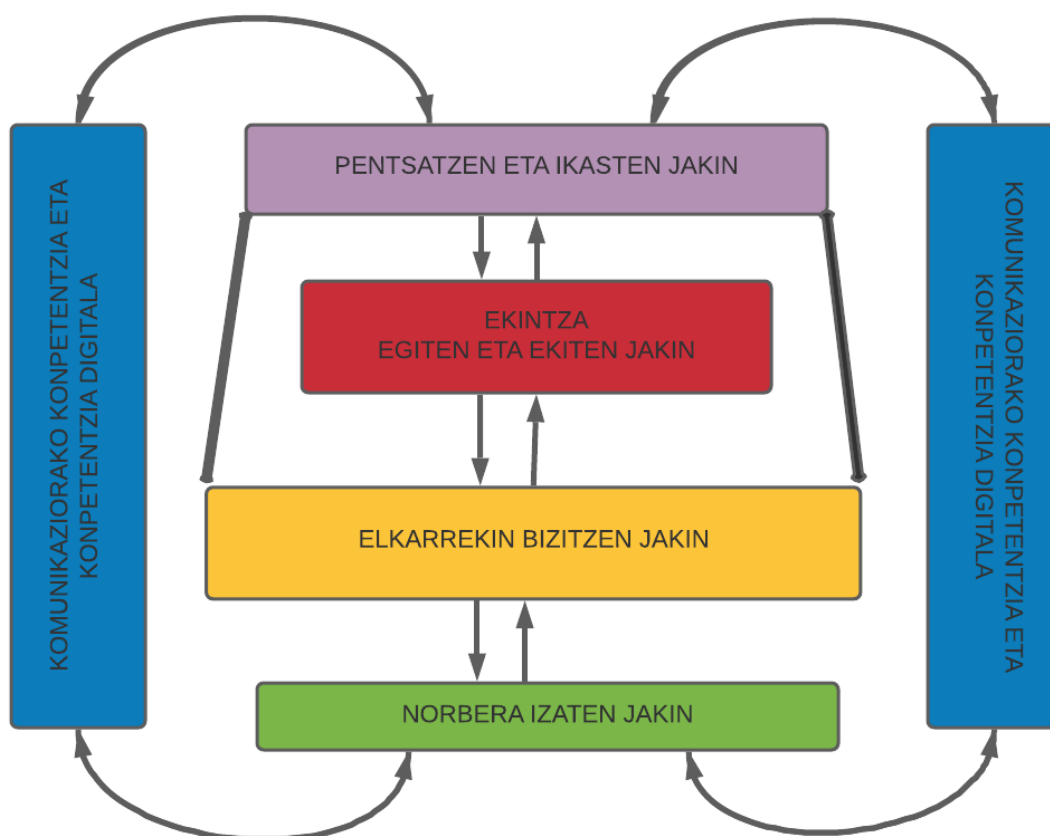 KOMUNIKAZIORAKO KONPETENTZIA ETA
KONPETENTZIA DIGITALA
PENTSATZEN ETA IKASTEN JAKIN
EKINTZA
EGITEN ETA EKITEN JAKIN
ELKARREKIN BIZITZEN JAKIN
NORBERA IZATEN JAKIN
KOMUNIKAZIORAKO KONPETENTZIA ETA
KONPETENTZIA DIGITALA